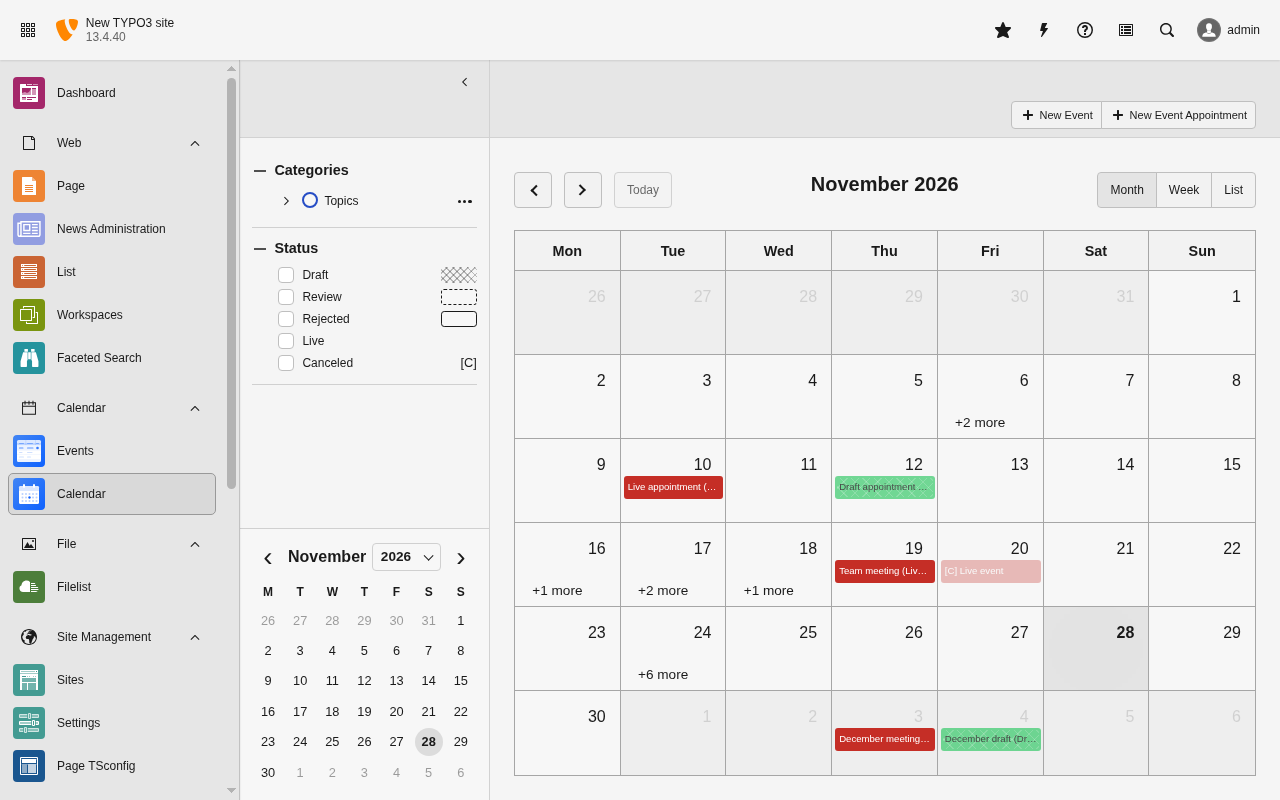 New TYPO3 site
13.4.40
admin
Dashboard
Web
Page
News Administration
List
Workspaces
Faceted Search
Calendar
Events
Calendar
File
Filelist
Site Management
Sites
Settings
Page TSconfig
Categories
Topics
Status
Draft
Review
Rejected
Live
Canceled [C]
November 2026
M T W T F S S
26 27 28 29 30 31 1
2 3 4 5 6 7 8
9 10 11 12 13 14 15
16 17 18 19 20 21 22
23 24 25 26 27 28 29
30 1 2 3 4 5 6
New Event New Event Appointment
Today
November 2026
Month Week List
Mon Tue Wed Thu Fri Sat Sun
26 27 28 29 30 31 1
2 3 4 5 6 7 8
+2 more
9 10 11 12 13 14 15
Live appointment (... Draft appointment ...
16 17 18 19 20 21 22
+1 more +2 more +1 more Team meeting (Liv... [C] Live event
23 24 25 26 27 28 29
+6 more
30 1 2 3 4 5 6
December meeting... December draft (Dr...